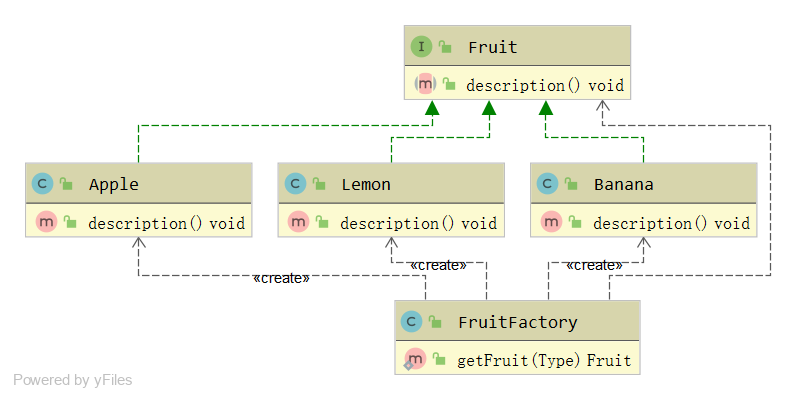 I Fruit
m description() void
C Apple
m description() void
C Lemon
m description() void
C Banana
m description() void
«create»
«create»
«create»
C FruitFactory
m getFruit(Type) Fruit
Powered by yFiles